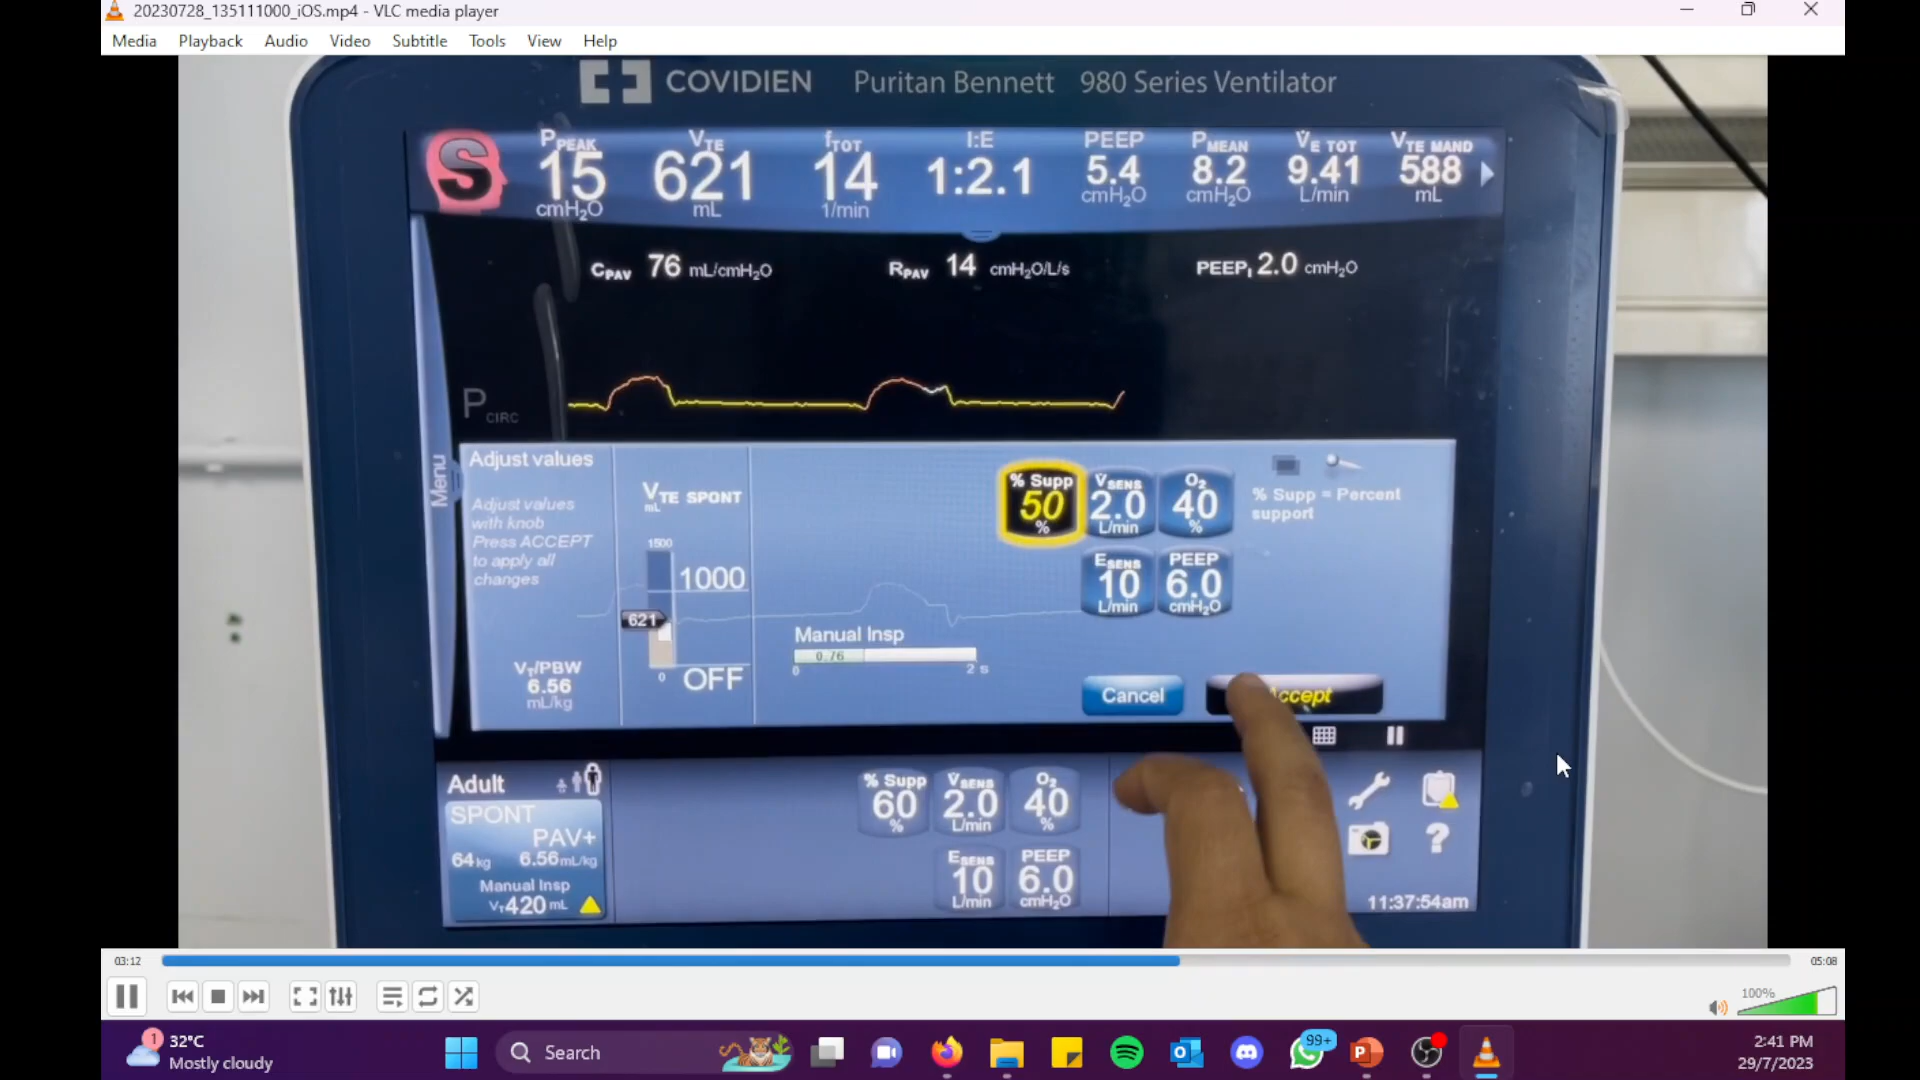 20230728_135111000_iOS.mp4 - VLC media player
Media Playback Audio Video Subtitle Tools View Help
COVIDIEN Puritan Bennett 980 Series Ventilator
S
PPEAK VTE fTOT I:E PEEP PMEAN V̇E TOT VTE MAND
15 621 14 1:2.1 5.4 8.2 9.41 588
cmH₂O mL 1/min cmH₂O cmH₂O L/min mL
CPAV 76 mL/cmH₂O RPAV 14 cmH₂O/L/s PEEPI 2.0 cmH₂O
PCIRC
Menu
Adjust values
Adjust values
with knob
Press ACCEPT
to apply all
changes
VTE SPONT
mL
1500
1000
621
0 OFF
VT/PBW
6.56
mL/kg
Manual Insp
0.76
0 2 s
% Supp V̇SENS O₂
50 2.0 40
% L/min %
ESENS PEEP
10 6.0
L/min cmH₂O
% Supp = Percent
support
Cancel Accept
Adult
SPONT
PAV+
64 kg 6.56 mL/kg
Manual Insp
VT 420 mL
% Supp V̇SENS O₂
60 2.0 40
% L/min %
ESENS PEEP
10 6.0
L/min cmH₂O
?
11:37:54am
03:12 05:08
100%
1
32°C
Mostly cloudy
Search
99+
2:41 PM
29/7/2023